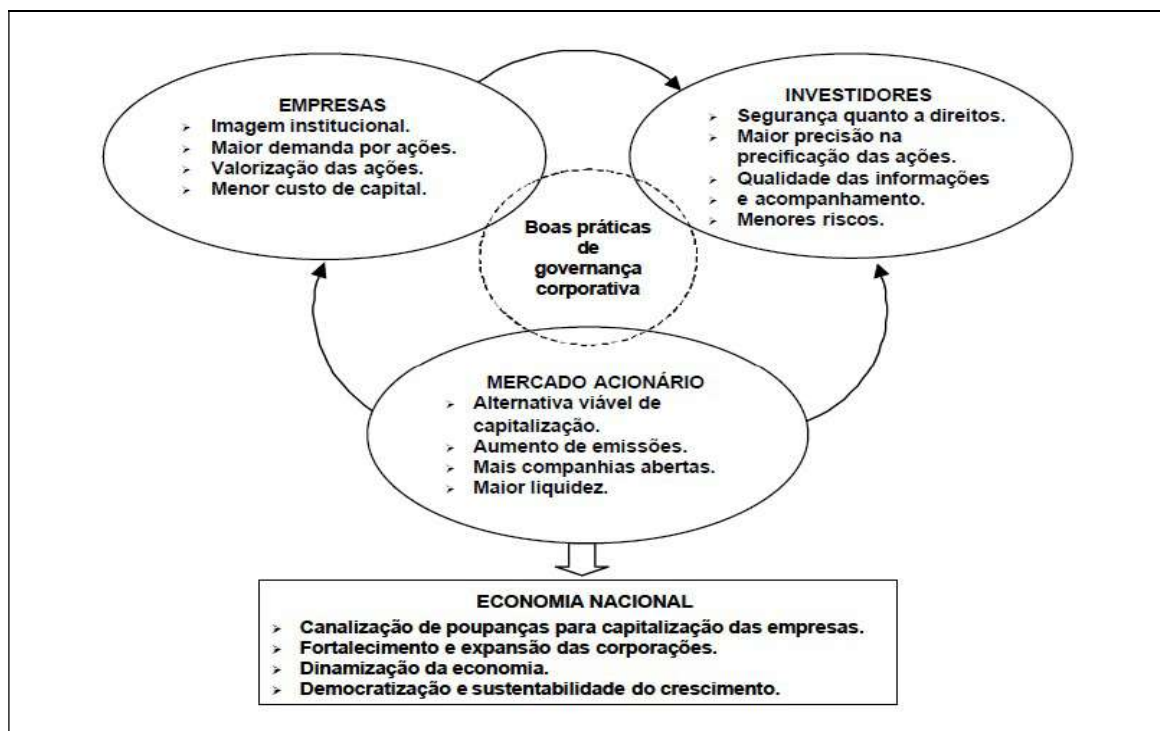 EMPRESAS
➢ Imagem institucional.
➢ Maior demanda por ações.
➢ Valorização das ações.
➢ Menor custo de capital.
INVESTIDORES
➢ Segurança quanto a direitos.
➢ Maior precisão na
precificação das ações.
➢ Qualidade das informações
➢ e acompanhamento.
➢ Menores riscos.
Boas práticas
de
governança
corporativa
MERCADO ACIONÁRIO
➢ Alternativa viável de
capitalização.
➢ Aumento de emissões.
➢ Mais companhias abertas.
➢ Maior liquidez.
ECONOMIA NACIONAL
➢ Canalização de poupanças para capitalização das empresas.
➢ Fortalecimento e expansão das corporações.
➢ Dinamização da economia.
➢ Democratização e sustentabilidade do crescimento.